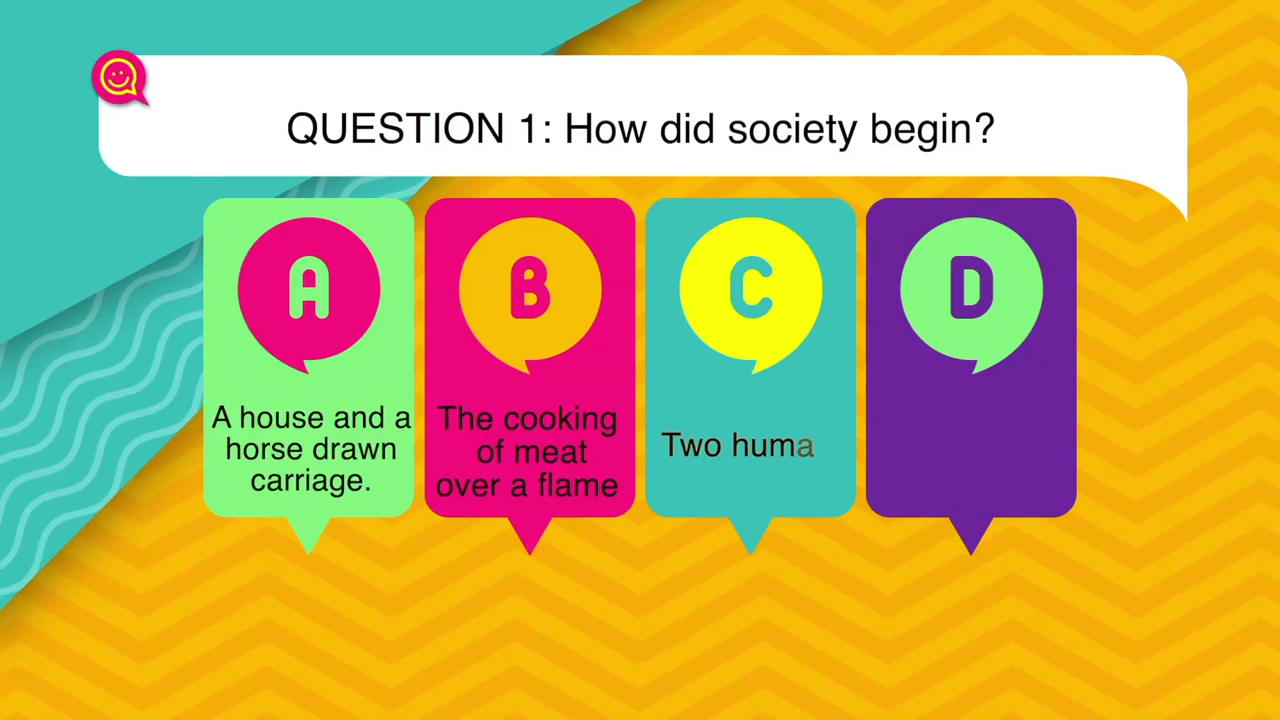 QUESTION 1: How did society begin?
A
A house and a
horse drawn
carriage.
B
The cooking
of meat
over a flame
C
Two huma
D